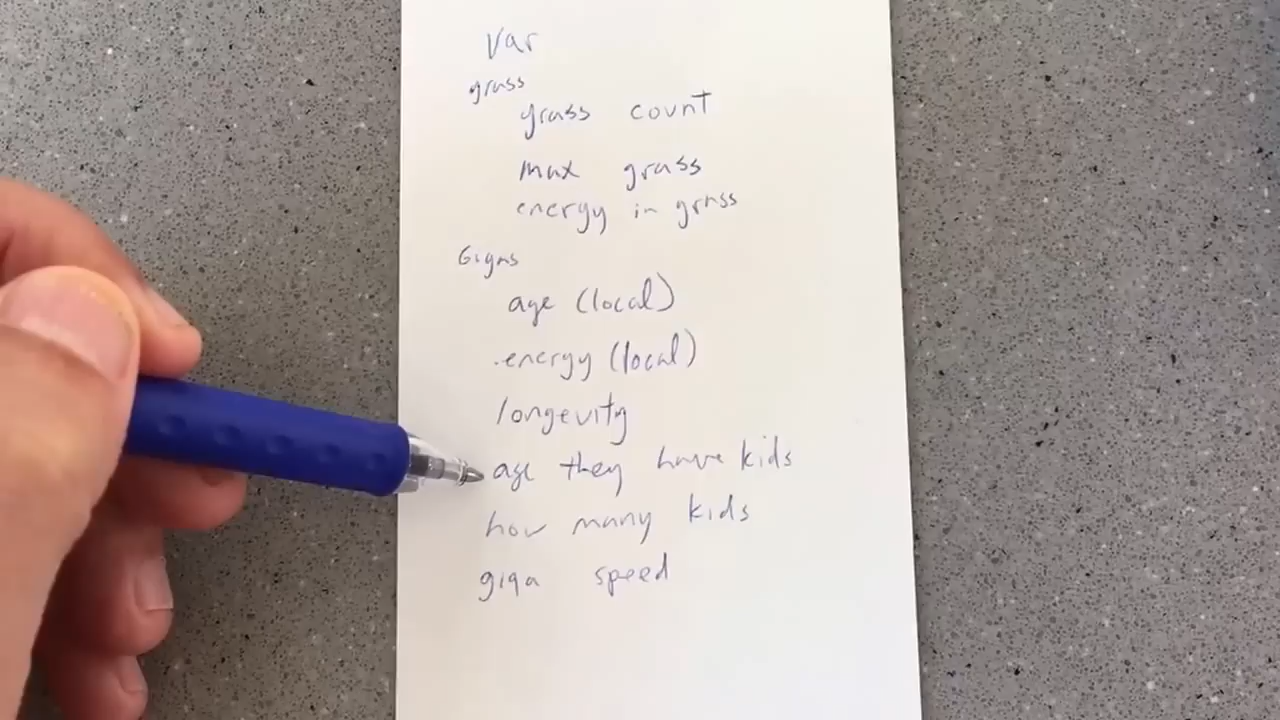 Var
grass
grass count
max grass
energy in grass
Gigas
age (local)
energy (local)
longevity
age they have kids
how many kids
giga speed